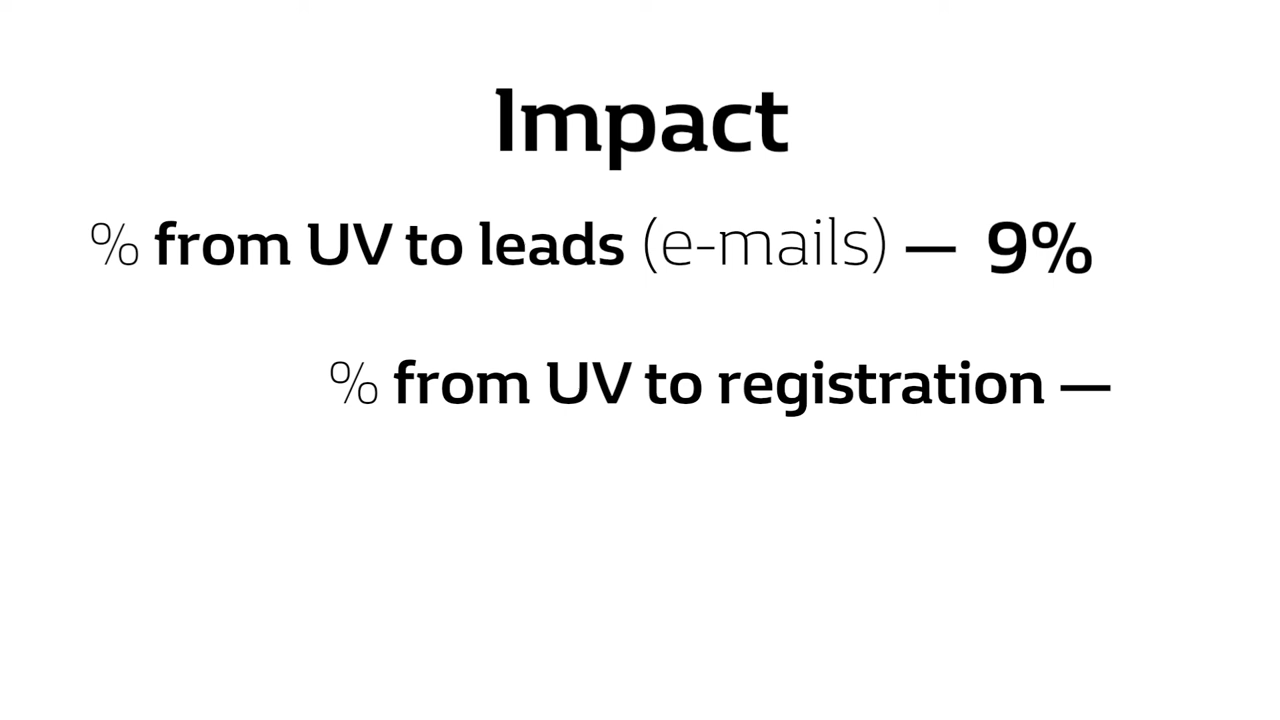 Impact
% from UV to leads (e-mails) — 9%
% from UV to registration —